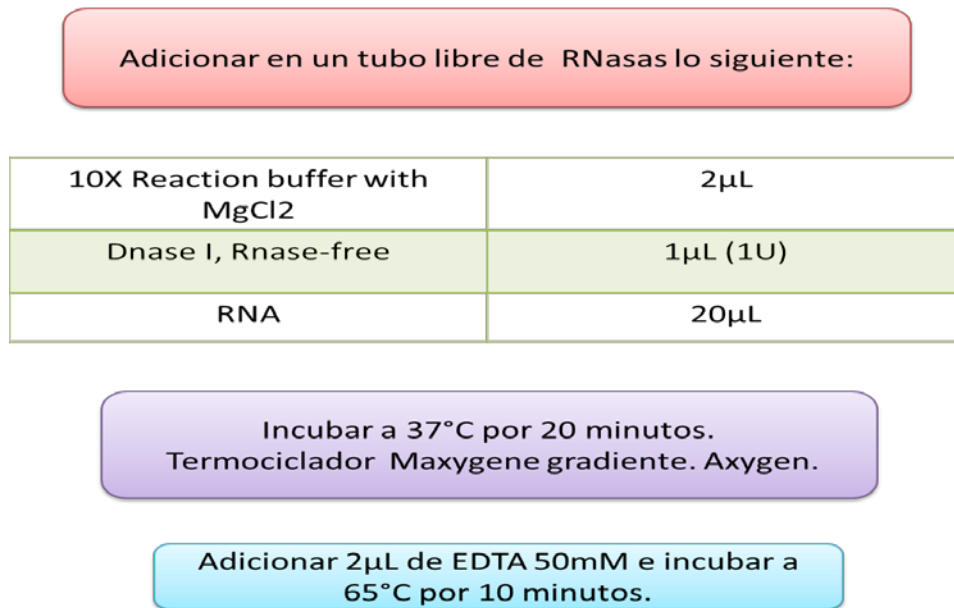 Adicionar en un tubo libre de RNasas lo siguiente:
10X Reaction buffer with
MgCl2
2µL
Dnase I, Rnase-free
1µL (1U)
RNA
20µL
Incubar a 37°C por 20 minutos.
Termociclador Maxygene gradiente. Axygen.
Adicionar 2µL de EDTA 50mM e incubar a
65°C por 10 minutos.